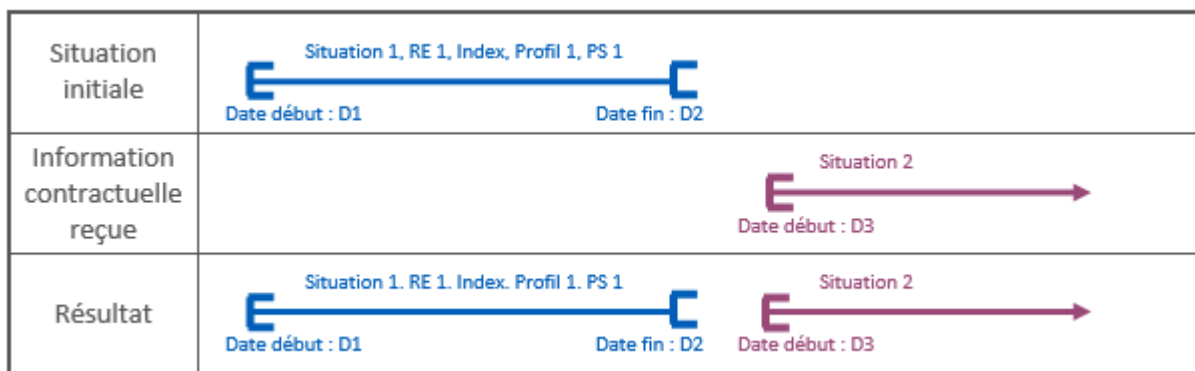 Situation
initiale
Situation 1, RE 1, Index, Profil 1, PS 1
Date début : D1
Date fin : D2
Information
contractuelle
reçue
Situation 2
Date début : D3
Résultat
Situation 1. RE 1. Index. Profil 1. PS 1
Situation 2
Date début : D1
Date fin : D2
Date début : D3